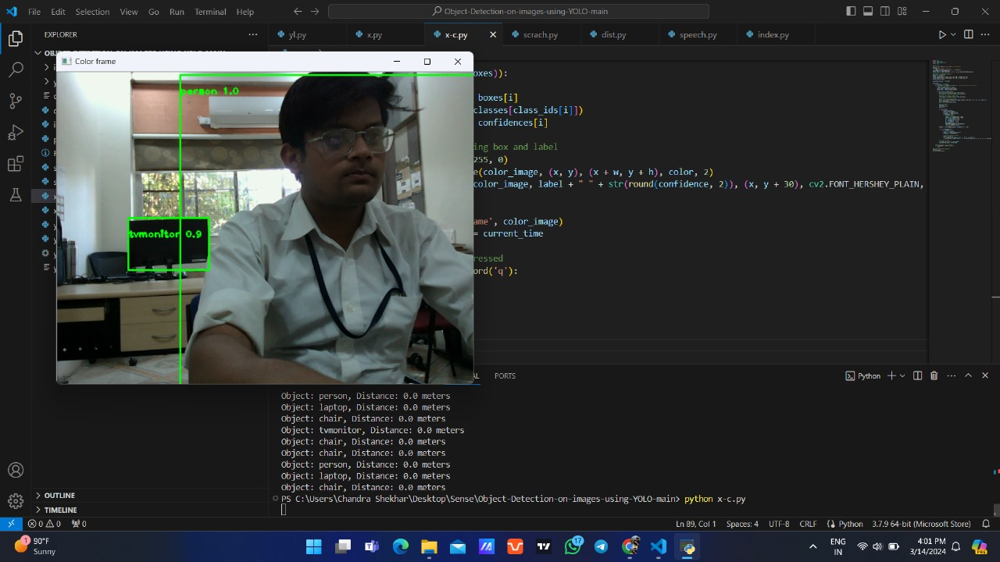 File Edit Selection View Go Run Terminal Help
Object-Detection-on-images-using-YOLO-main
EXPLORER
yl.py x.py x-c.py scrach.py dist.py speech.py index.py
Color frame
person 1.0
tvmonitor 0.9
oxes)):
boxes[i]
classes[class_ids[i]])
confidences[i]
ing box and label
255, 0)
e(color_image, (x, y), (x + w, y + h), color, 2)
color_image, label + " " + str(round(confidence, 2)), (x, y + 30), cv2.FONT_HERSHEY_PLAIN,
ame', color_image)
= current_time
ressed
ord('q'):
AL PORTS
Python
Object: person, Distance: 0.0 meters
Object: laptop, Distance: 0.0 meters
Object: chair, Distance: 0.0 meters
Object: tvmonitor, Distance: 0.0 meters
Object: chair, Distance: 0.0 meters
Object: chair, Distance: 0.0 meters
Object: person, Distance: 0.0 meters
Object: laptop, Distance: 0.0 meters
Object: chair, Distance: 0.0 meters
PS C:\Users\Chandra Shekhar\Desktop\Sense\Object-Detection-on-images-using-YOLO-main> python x-c.py
OUTLINE
TIMELINE
0 0 0
Ln 89, Col 1 Spaces: 4 UTF-8 CRLF Python 3.7.9 64-bit (Microsoft Store)
1
90°F
Sunny
17
ENG
IN
4:01 PM
3/14/2024
PRE